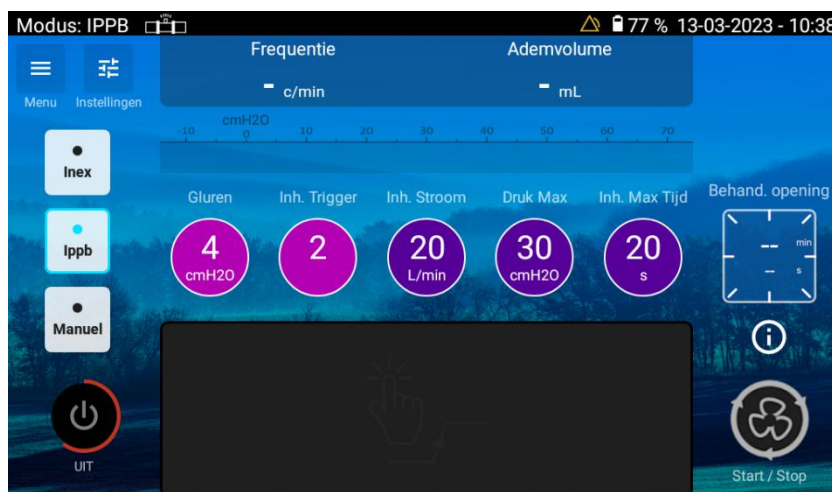 Modus: IPPB
77 % 13-03-2023 - 10:38
Menu
Instellingen
Frequentie
- c/min
Ademvolume
- mL
cmH2O
-10 0 10 20 30 40 50 60 70
Inex
Ippb
Manuel
UIT
Gluren
4
cmH20
Inh. Trigger
2
Inh. Stroom
20
L/min
Druk Max
30
cmH20
Inh. Max Tijd
20
s
Behand. opening
-- min
-- s
Start / Stop